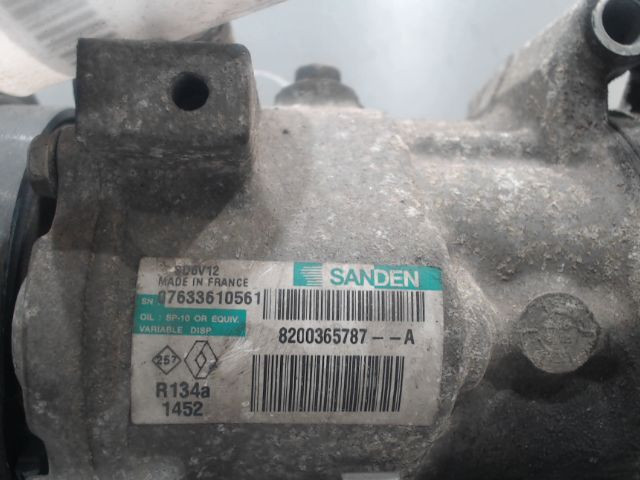 SD6V12
MADE IN FRANCE
SANDEN
SN 07633610561
OIL : SP-10 OR EQUIV.
VARIABLE DISP.
8200365787--A
257
R134a
1452